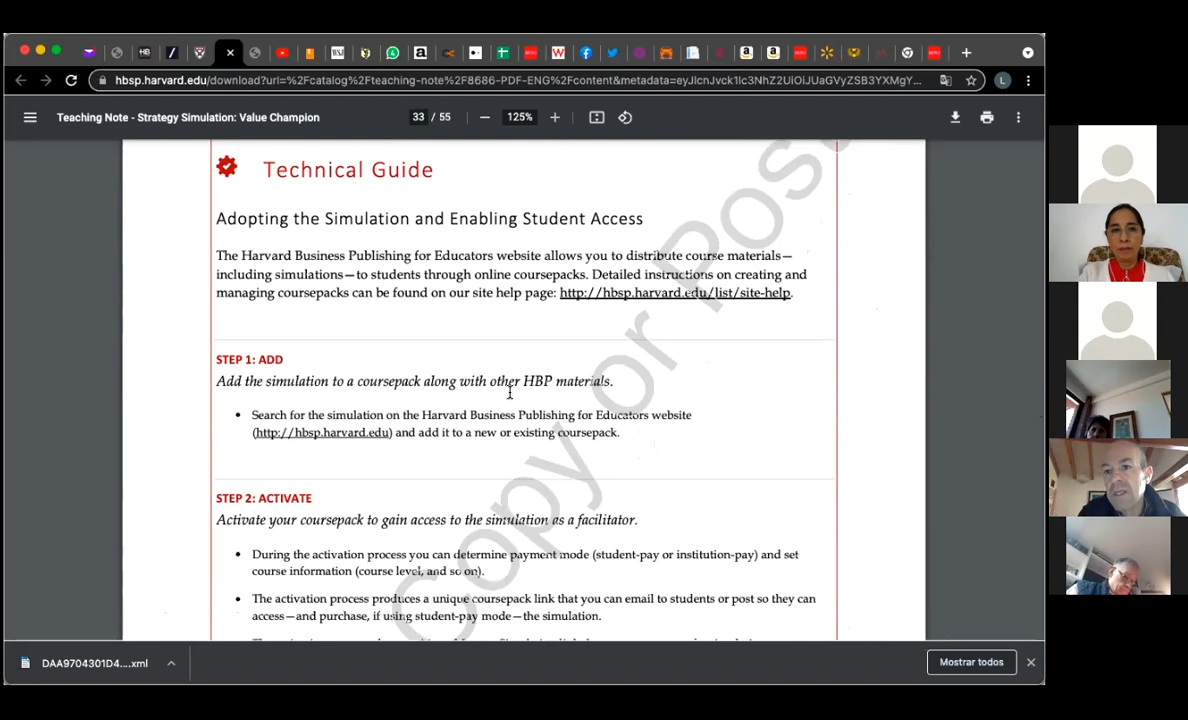 hbsp.harvard.edu/download?url=%2Fcatalog%2Fteaching-note%2F8686-PDF-ENG%2Fcontent&metadata=eyJlcnJvck1lc3NhZ2UiOiJUaGVyZSB3YXMgY...
L
Teaching Note - Strategy Simulation: Value Champion
33 / 55
125%
Technical Guide
Adopting the Simulation and Enabling Student Access
The Harvard Business Publishing for Educators website allows you to distribute course materials—
including simulations—to students through online coursepacks. Detailed instructions on creating and
managing coursepacks can be found on our site help page: http://hbsp.harvard.edu/list/site-help.
STEP 1: ADD
Add the simulation to a coursepack along with other HBP materials.
• Search for the simulation on the Harvard Business Publishing for Educators website
(http://hbsp.harvard.edu) and add it to a new or existing coursepack.
STEP 2: ACTIVATE
Activate your coursepack to gain access to the simulation as a facilitator.
• During the activation process you can determine payment mode (student-pay or institution-pay) and set
course information (course level, and so on).
• The activation process produces a unique coursepack link that you can email to students or post so they can
access—and purchase, if using student-pay mode—the simulation.
Copy or Pos
DAA9704301D4....xml
Mostrar todos